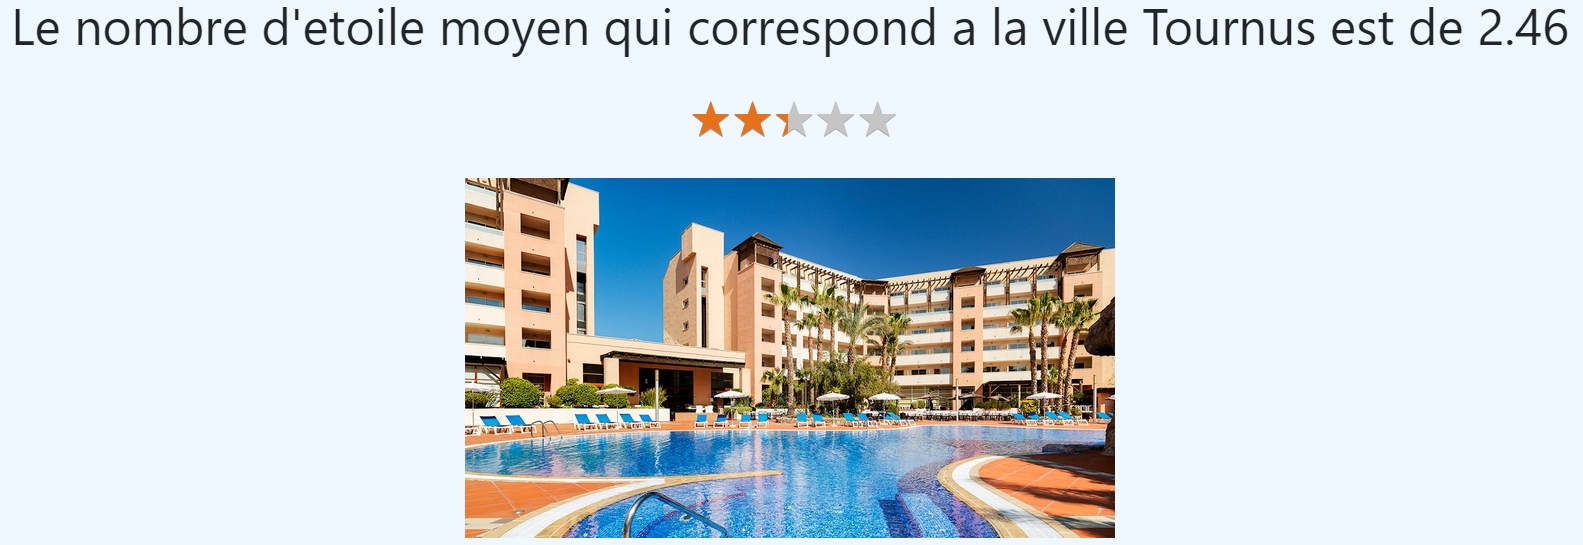 Le nombre d'etoile moyen qui correspond a la ville Tournus est de 2.46